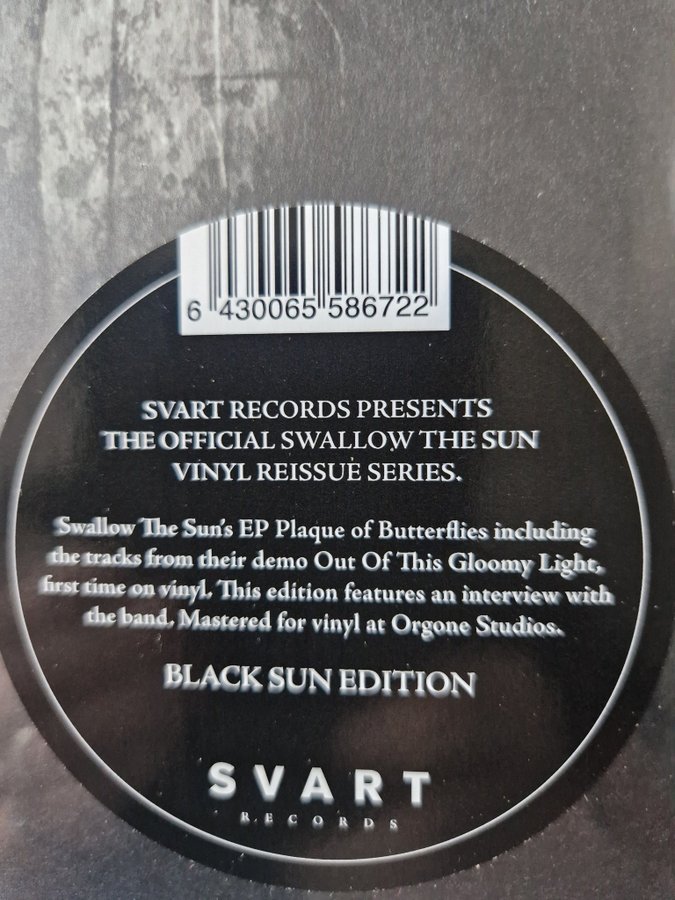 6 430065 586722
SVART RECORDS PRESENTS
THE OFFICIAL SWALLOW THE SUN
VINYL REISSUE SERIES.
Swallow The Sun's EP Plaque of Butterflies including
the tracks from their demo Out Of This Gloomy Light,
first time on vinyl. This edition features an interview with
the band. Mastered for vinyl at Orgone Studios.
BLACK SUN EDITION
SVART
RECORDS